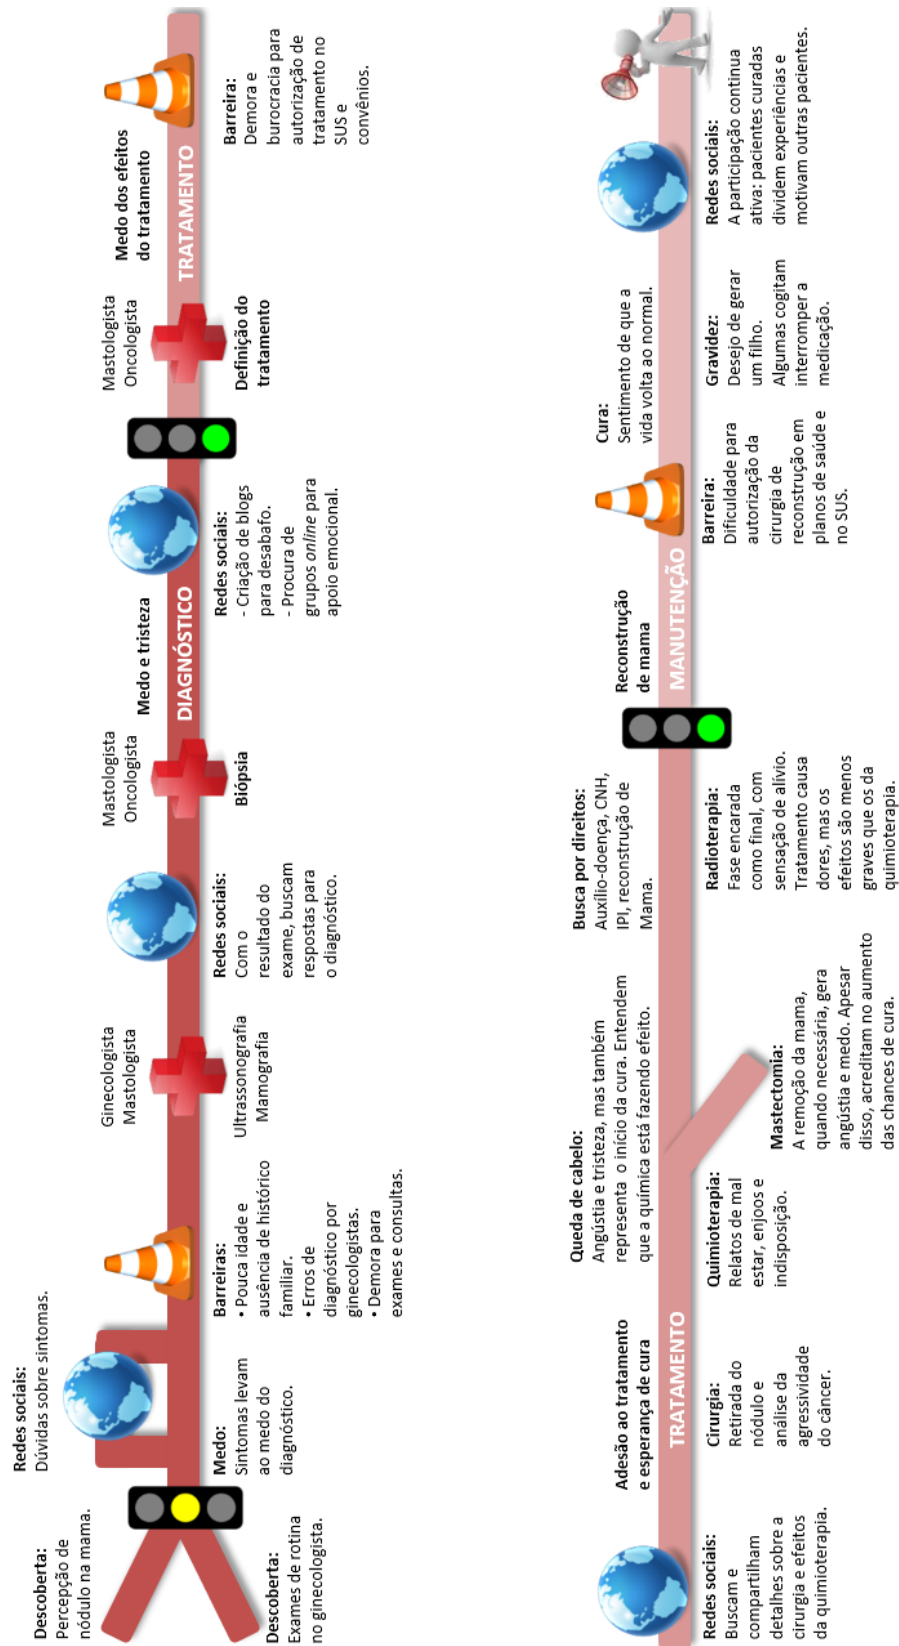 Descoberta:
Percepção de
nódulo na mama.
Descoberta:
Exames de rotina
no ginecologista.
Redes sociais:
Dúvidas sobre sintomas.
Medo:
Sintomas levam
ao medo do
diagnóstico.
Barreiras:
• Pouca idade e
ausência de histórico
familiar.
• Erros de
diagnóstico por
ginecologistas.
• Demora para
exames e consultas.
Ginecologista
Mastologista
Ultrassonografia
Mamografia
Redes sociais:
Com o
resultado do
exame, buscam
respostas para
o diagnóstico.
Mastologista
Oncologista
Biópsia
Medo e tristeza
DIAGNÓSTICO
Redes sociais:
- Criação de blogs
para desabafo.
- Procura de
grupos online para
apoio emocional.
Mastologista
Oncologista
Definição do
tratamento
Medo dos efeitos
do tratamento
TRATAMENTO
Barreira:
Demora e
burocracia para
autorização de
tratamento no
SUS e
convênios.
Redes sociais:
Buscam e
compartilham
detalhes sobre a
cirurgia e efeitos
da quimioterapia.
Adesão ao tratamento
e esperança de cura
TRATAMENTO
Cirurgia:
Retirada do
nódulo e
análise da
agressividade
do câncer.
Queda de cabelo:
Angústia e tristeza, mas também
representa o início da cura. Entendem
que a química está fazendo efeito.
Quimioterapia:
Relatos de mal
estar, enjoos e
indisposição.
Mastectomia:
A remoção da mama,
quando necessária, gera
angústia e medo. Apesar
disso, acreditam no aumento
das chances de cura.
Busca por direitos:
Auxílio-doença, CNH,
IPI, reconstrução de
Mama.
Radioterapia:
Fase encarada
como final, com
sensação de alívio.
Tratamento causa
dores, mas os
efeitos são menos
graves que os da
quimioterapia.
Reconstrução
de mama
MANUTENÇÃO
Barreira:
Dificuldade para
autorização da
cirurgia de
reconstrução em
planos de saúde e
no SUS.
Cura:
Sentimento de que a
vida volta ao normal.
Gravidez:
Desejo de gerar
um filho.
Algumas cogitam
interromper a
medicação.
Redes sociais:
A participação continua
ativa: pacientes curadas
dividem experiências e
motivam outras pacientes.